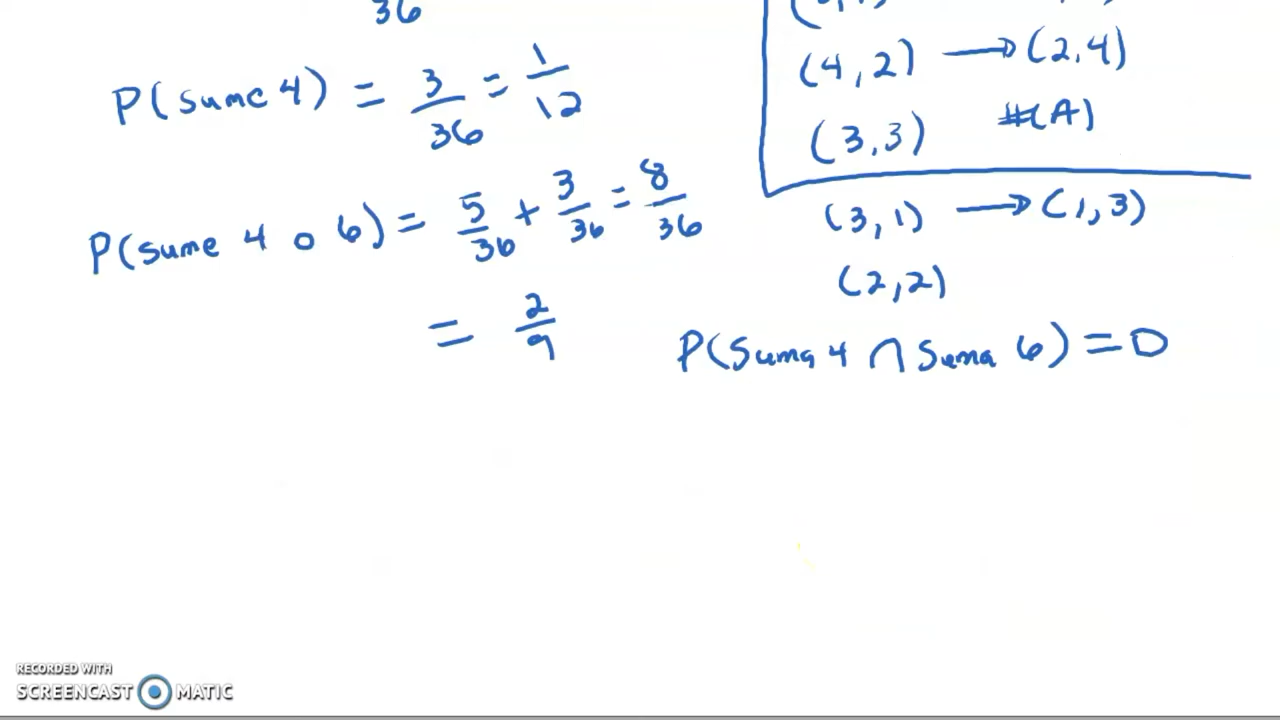 36
P(sume 4) = 3/36 = 1/12
P(sume 4 o 6) = 5/36 + 3/36 = 8/36
= 2/9
(4,2) → (2,4)
(3,3) #(A)
(3,1) → (1,3)
(2,2)
P(Suma 4 ∩ Suma 6) = 0
RECORDED WITH
SCREENCAST MATIC